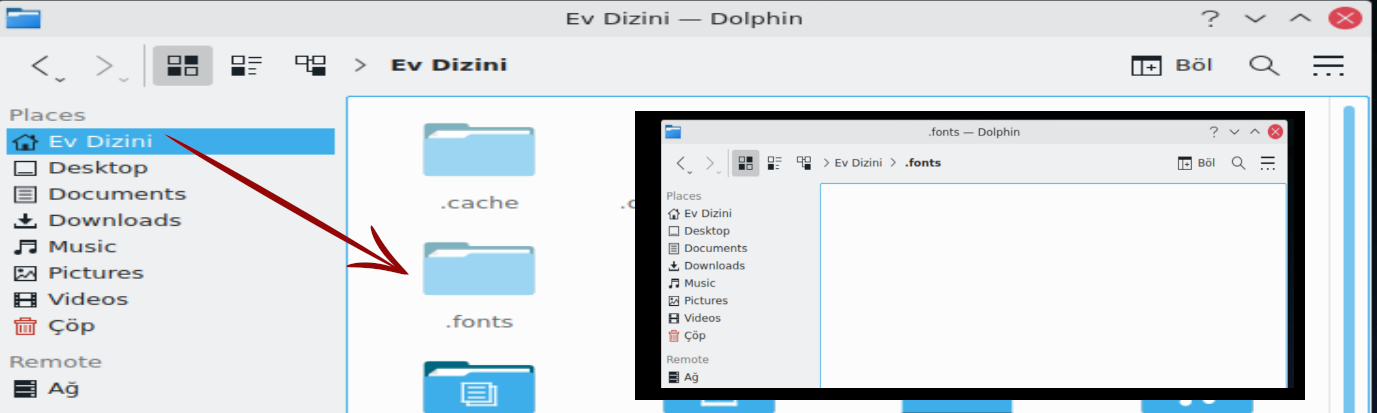 Ev Dizini — Dolphin
Ev Dizini
Böl
Places
Ev Dizini
Desktop
Documents
Downloads
Music
Pictures
Videos
Çöp
Remote
Ağ
.cache
.fonts
.fonts — Dolphin
Ev Dizini > .fonts
Böl
Places
Ev Dizini
Desktop
Documents
Downloads
Music
Pictures
Videos
Çöp
Remote
Ağ